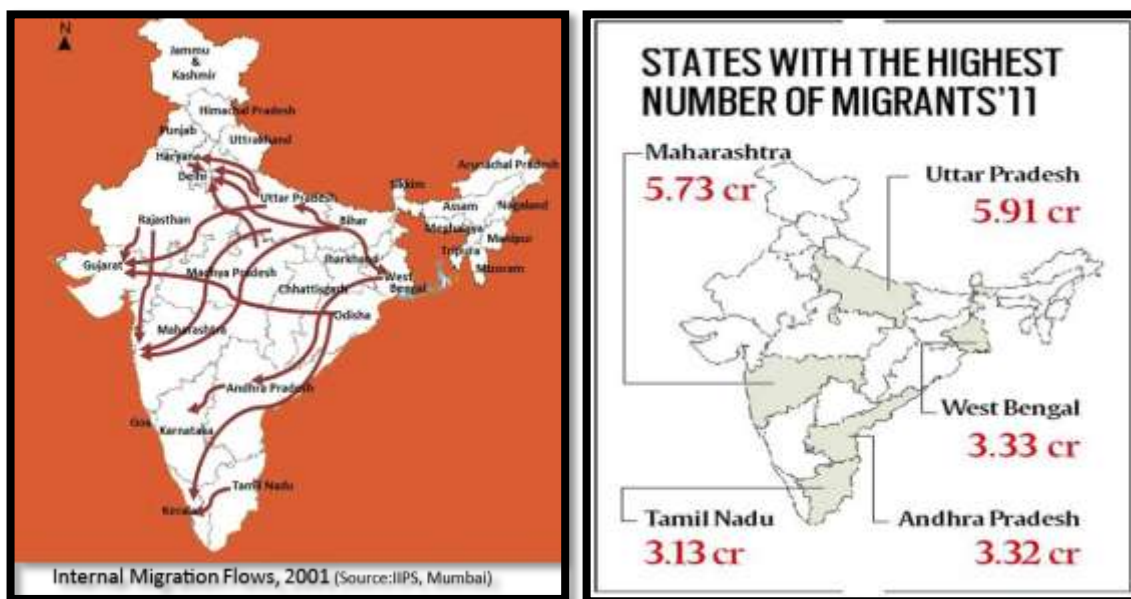 N
Jammu
&
Kashmir
Himachal Pradesh
Punjab
Uttrakhand
Haryana
Delhi
Arunachal Pradesh
Sikkim
Uttar Pradesh
Assam
Nagaland
Rajasthan
Bihar
Meghalaya
Manipur
Tripura
Jharkhand
Gujarat
Madhya Pradesh
West
Bengal
Mizoram
Chhattisgarh
Odisha
Maharashtra
Andhra Pradesh
Goa
Karnataka
Tamil Nadu
Kerala
Internal Migration Flows, 2001 (Source:IIPS, Mumbai)
STATES WITH THE HIGHEST
NUMBER OF MIGRANTS'11
Maharashtra
5.73 cr
Uttar Pradesh
5.91 cr
West Bengal
3.33 cr
Tamil Nadu
3.13 cr
Andhra Pradesh
3.32 cr